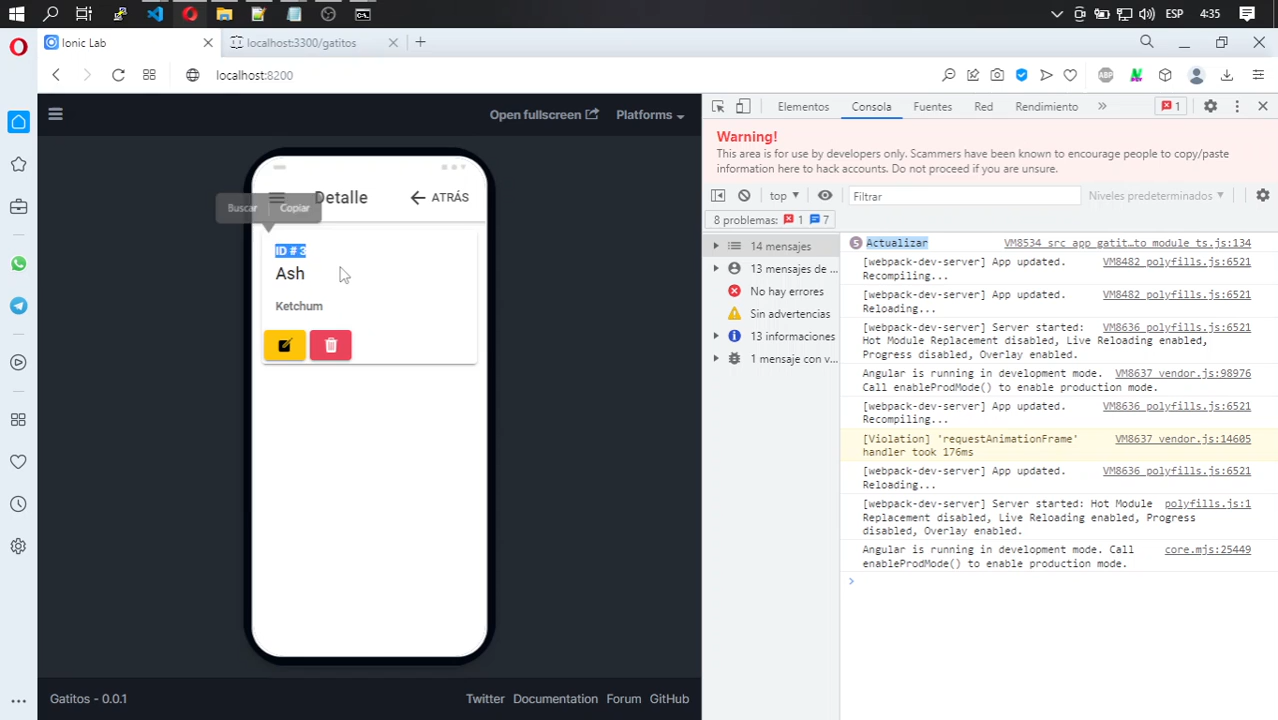 ESP 4:35
Ionic Lab
localhost:3300/gatitos
localhost:8200
ABP
Open fullscreen
Platforms
Detalle
ATRÁS
Buscar
Copiar
ID # 3
Ash
Ketchum
Gatitos - 0.0.1
Twitter Documentation Forum GitHub
Elementos Consola Fuentes Red Rendimiento
1
Warning!
This area is for use by developers only. Scammers have been known to encourage people to copy/paste
information here to hack accounts. Do not proceed if you are unsure.
top
Filtrar
Niveles predeterminados
8 problemas: 1 7
14 mensajes
13 mensajes de ...
No hay errores
Sin advertencias
13 informaciones
1 mensaje con v...
5 Actualizar VM8534 src_app_gatit…to_module_ts.js:134
[webpack-dev-server] App updated. VM8482 polyfills.js:6521
Recompiling...
[webpack-dev-server] App updated. VM8482 polyfills.js:6521
Reloading...
[webpack-dev-server] Server started: VM8636 polyfills.js:6521
Hot Module Replacement disabled, Live Reloading enabled,
Progress disabled, Overlay enabled.
Angular is running in development mode. VM8637 vendor.js:98976
Call enableProdMode() to enable production mode.
[webpack-dev-server] App updated. VM8636 polyfills.js:6521
Recompiling...
[Violation] 'requestAnimationFrame' VM8637 vendor.js:14605
handler took 176ms
[webpack-dev-server] App updated. VM8636 polyfills.js:6521
Reloading...
[webpack-dev-server] Server started: Hot Module polyfills.js:1
Replacement disabled, Live Reloading enabled, Progress
disabled, Overlay enabled.
Angular is running in development mode. Call core.mjs:25449
enableProdMode() to enable production mode.